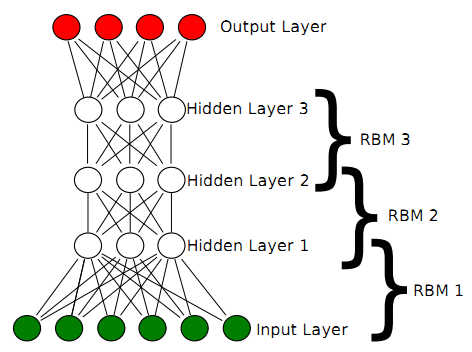 Output Layer
Hidden Layer 3
RBM 3
Hidden Layer 2
RBM 2
Hidden Layer 1
RBM 1
Input Layer